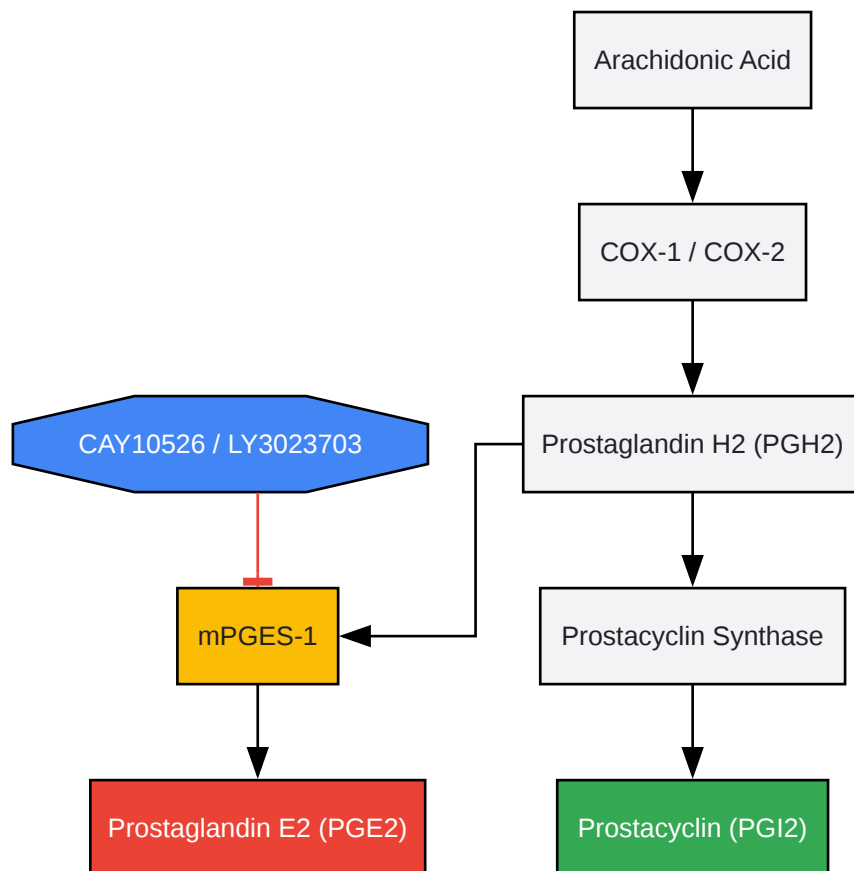 Arachidonic Acid
COX-1 / COX-2
CAY10526 / LY3023703
Prostaglandin H2 (PGH2)
mPGES-1
Prostacyclin Synthase
Prostaglandin E2 (PGE2)
Prostacyclin (PGI2)